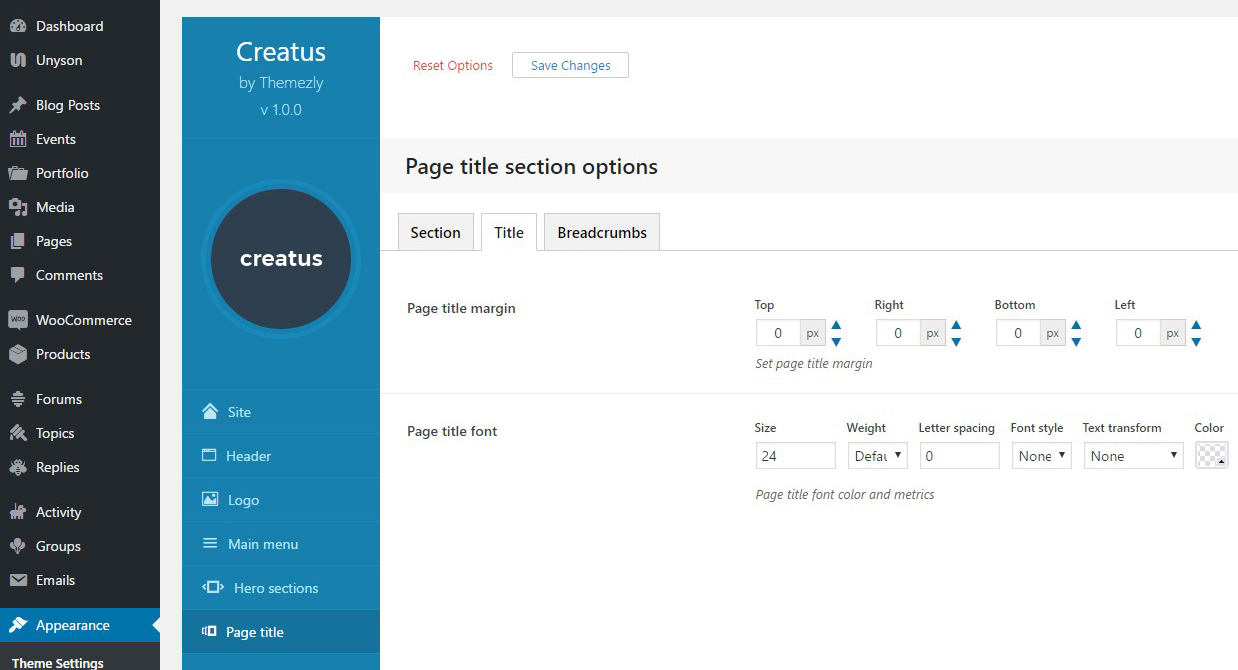 Dashboard
Unyson
Blog Posts
Events
Portfolio
Media
Pages
Comments
WOO WooCommerce
Products
Forums
Topics
Replies
Activity
Groups
Emails
Appearance
Theme Settings
Creatus
by Themezly
v 1.0.0
creatus
Site
Header
Logo
Main menu
Hero sections
Page title
Reset Options Save Changes
Page title section options
Section Title Breadcrumbs
Page title margin
Top Right Bottom Left
0 px 0 px 0 px 0 px
Set page title margin
Page title font
Size Weight Letter spacing Font style Text transform Color
24 Defau 0 None None
Page title font color and metrics